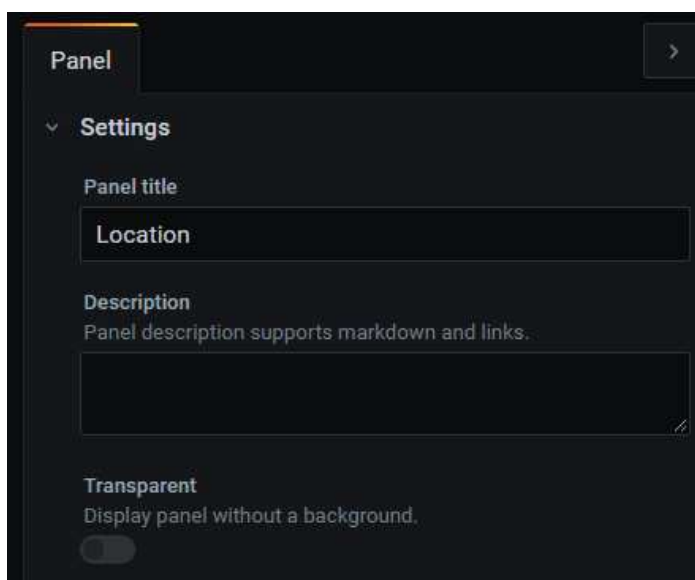 Panel
Settings
Panel title
Location
Description
Panel description supports markdown and links.
Transparent
Display panel without a background.